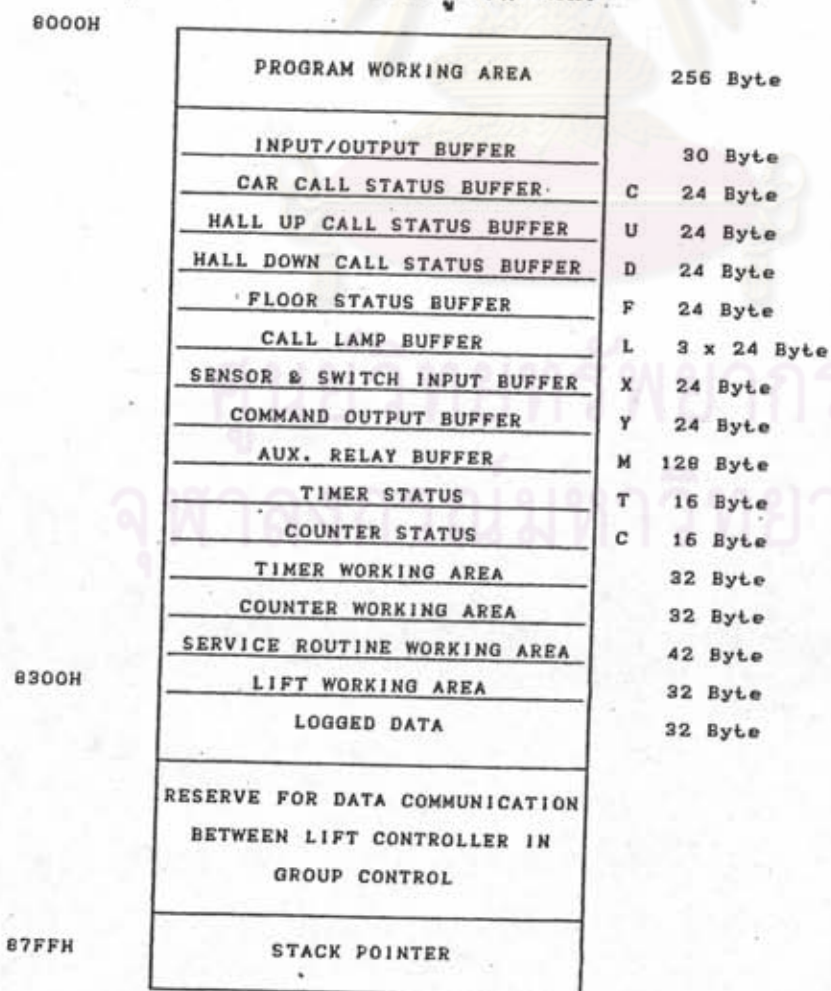 8000H
PROGRAM WORKING AREA 256 Byte
INPUT/OUTPUT BUFFER 30 Byte
CAR CALL STATUS BUFFER C 24 Byte
HALL UP CALL STATUS BUFFER U 24 Byte
HALL DOWN CALL STATUS BUFFER D 24 Byte
FLOOR STATUS BUFFER F 24 Byte
CALL LAMP BUFFER L 3 x 24 Byte
SENSOR & SWITCH INPUT BUFFER X 24 Byte
COMMAND OUTPUT BUFFER Y 24 Byte
AUX. RELAY BUFFER M 128 Byte
TIMER STATUS T 16 Byte
COUNTER STATUS C 16 Byte
TIMER WORKING AREA 32 Byte
COUNTER WORKING AREA 32 Byte
SERVICE ROUTINE WORKING AREA 42 Byte
8300H LIFT WORKING AREA 32 Byte
LOGGED DATA 32 Byte
RESERVE FOR DATA COMMUNICATION
BETWEEN LIFT CONTROLLER IN
GROUP CONTROL
87FFH STACK POINTER